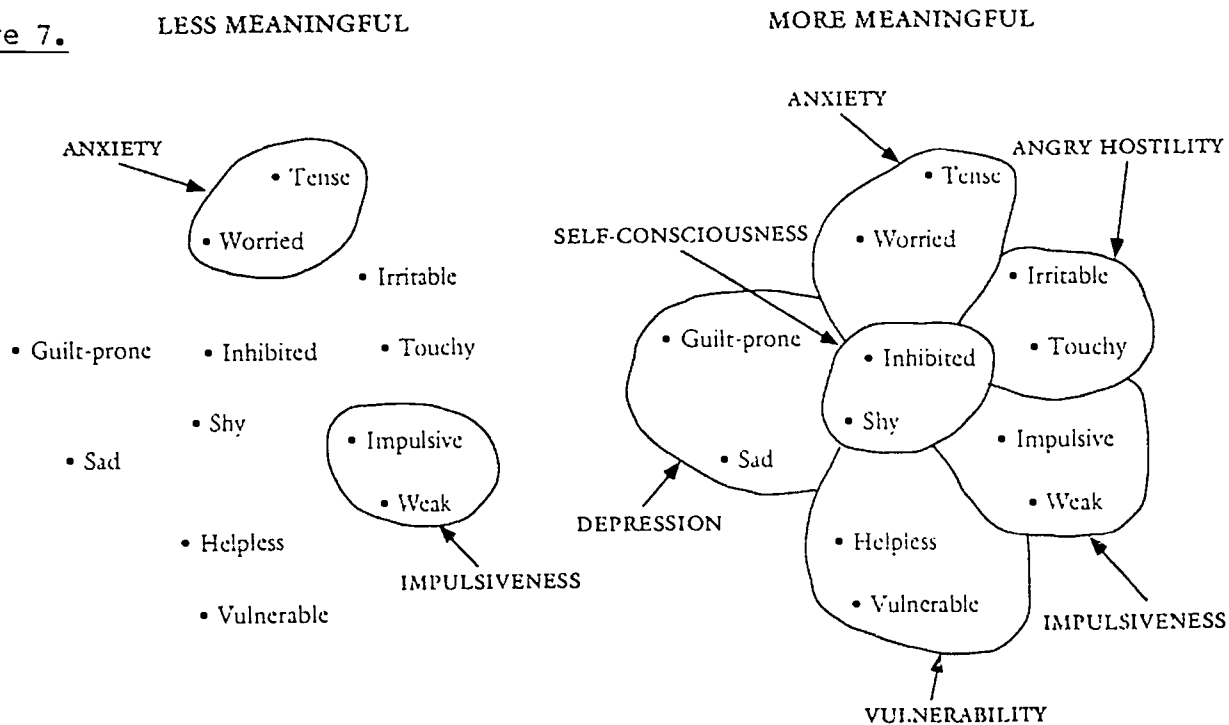 re 7.
LESS MEANINGFUL
ANXIETY
• Tense
• Worried
• Irritable
• Guilt-prone
• Inhibited
• Touchy
• Shy
• Impulsive
• Sad
• Weak
• Helpless
IMPULSIVENESS
• Vulnerable
MORE MEANINGFUL
ANXIETY
ANGRY HOSTILITY
• Tense
SELF-CONSCIOUSNESS
• Worried
• Irritable
• Guilt-prone
• Inhibited
• Touchy
• Shy
• Impulsive
• Sad
• Weak
DEPRESSION
• Helpless
• Vulnerable
IMPULSIVENESS
VULNERABILITY